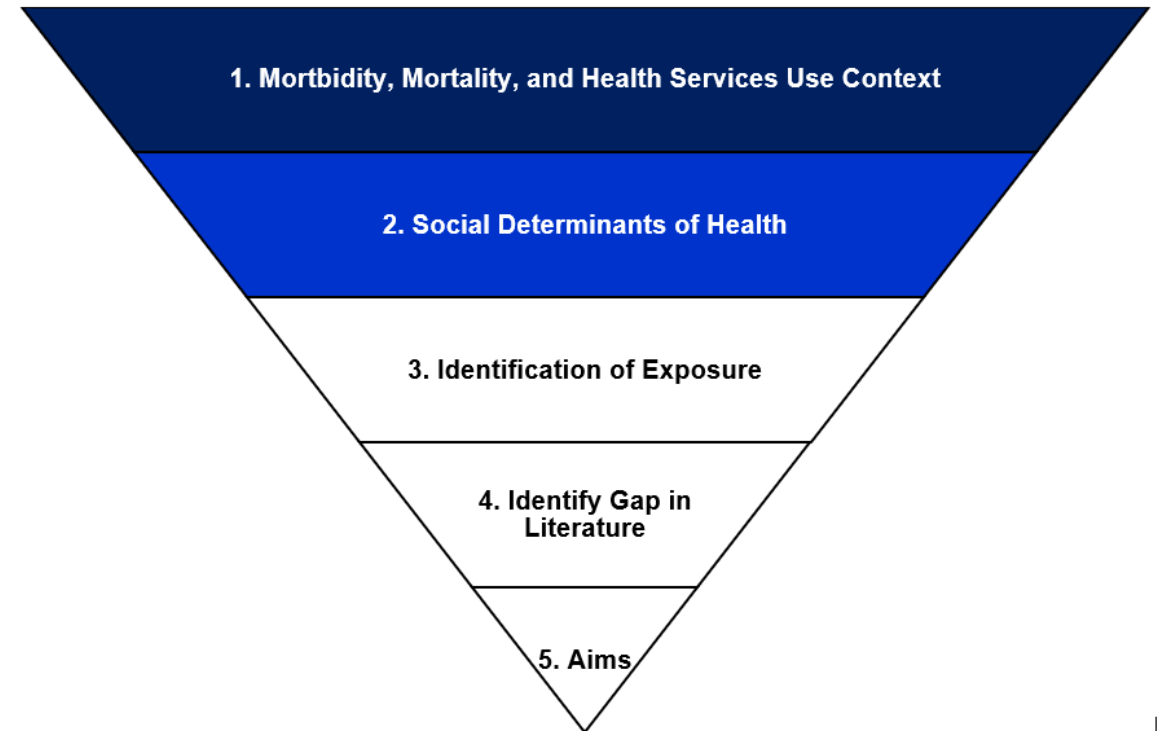 1. Mortbidity, Mortality, and Health Services Use Context
2. Social Determinants of Health
3. Identification of Exposure
4. Identify Gap in
Literature
5. Aims